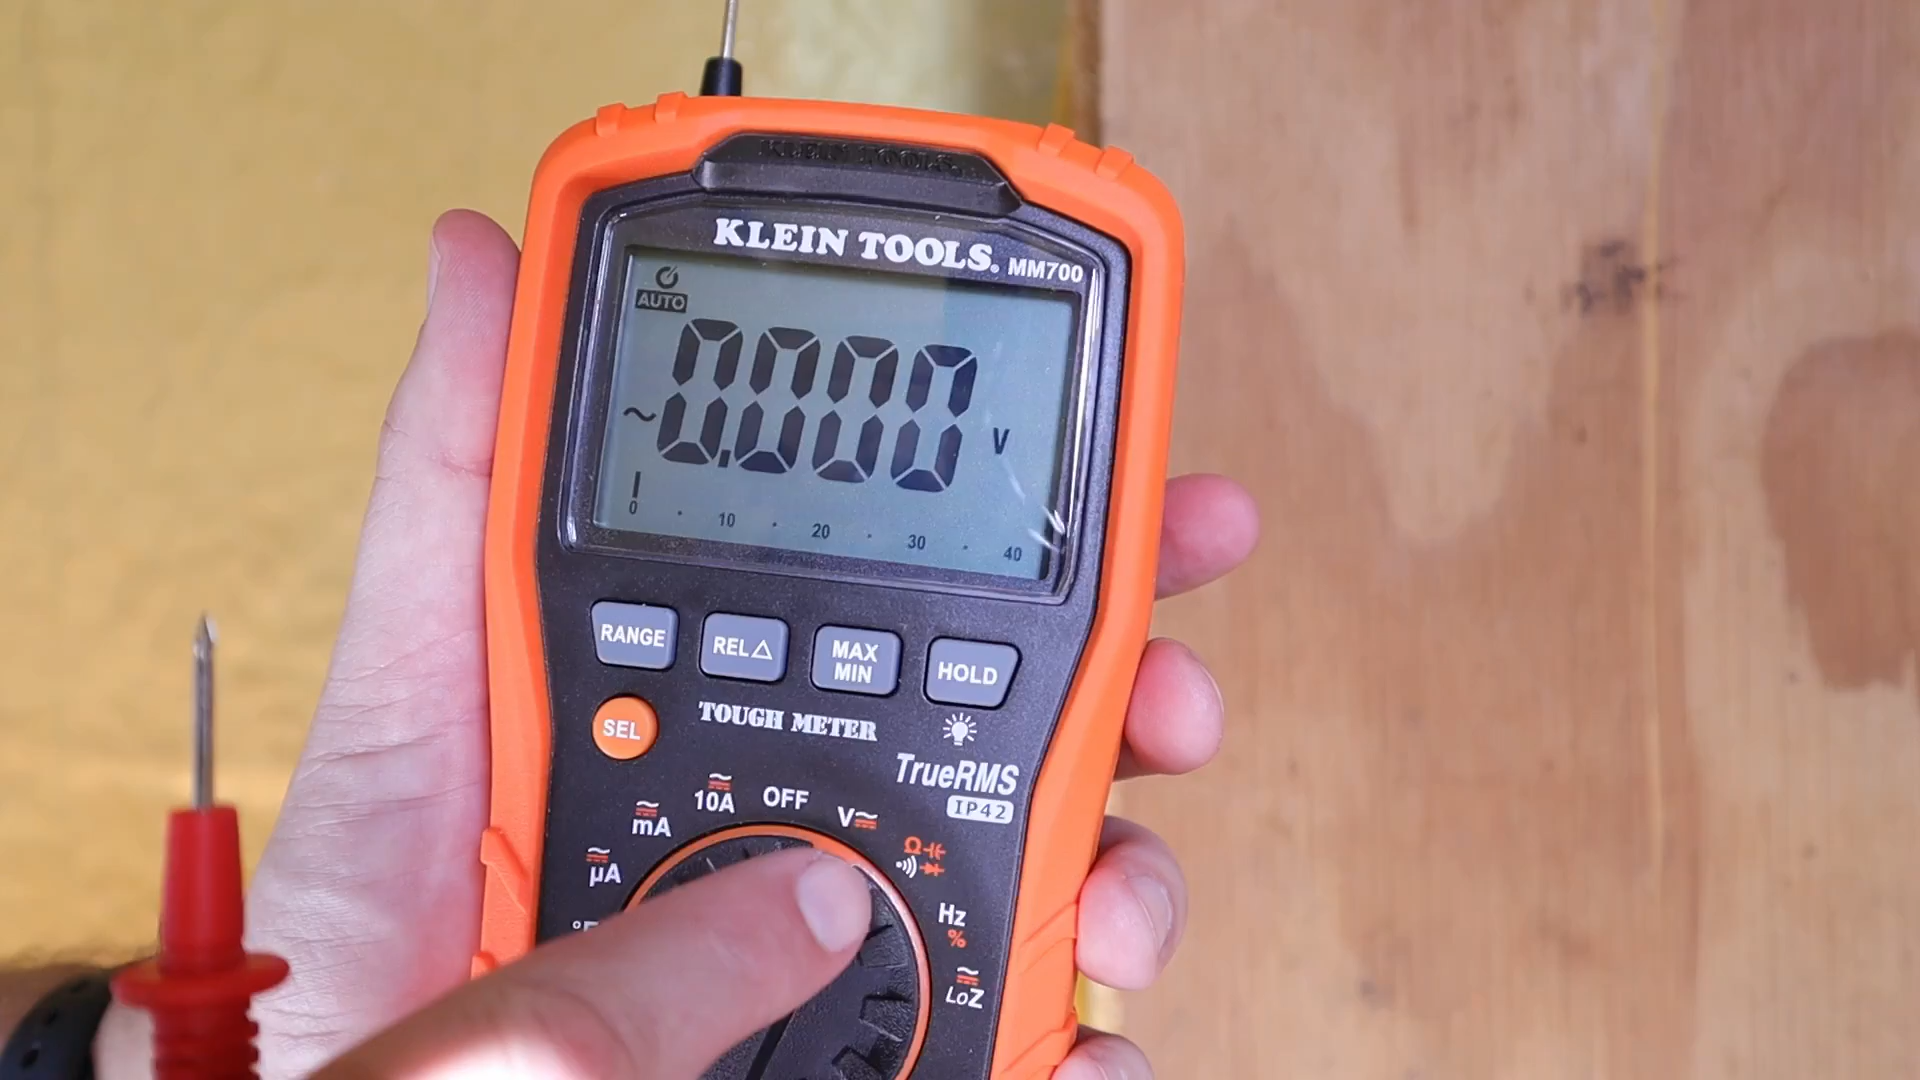 KLEIN TOOLS
KLEIN TOOLS® MM700
AUTO
~0.000 V
0 10 20 30 40
RANGE
REL△
MAX
MIN
HOLD
SEL
TOUGH METER
TrueRMS
IP42
OFF
10A
mA
µA
V
Ω
Hz
%
LoZ